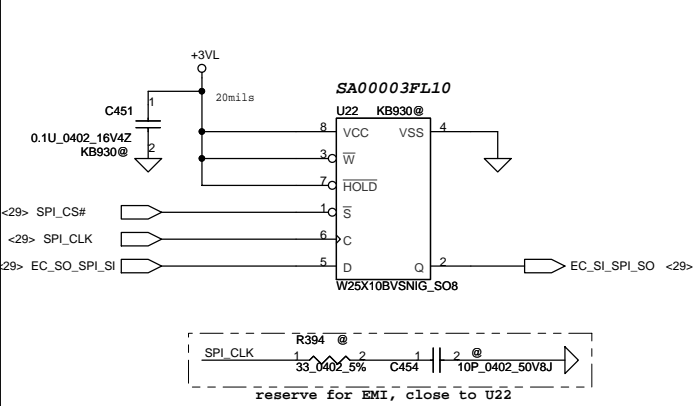 +3VL
20mils
SA00003FL10
U22 KB930@
C451
1
0.1U_0402_16V4Z
KB930@
2
8 VCC VSS 4
3 W
7 HOLD
<29> SPI_CS# 1 S
<29> SPI_CLK 6 C
<29> EC_SO_SPI_SI 5 D Q 2 EC_SI_SPI_SO <29>
W25X10BVSNIG_SO8
R394 @
SPI_CLK 1 2 C454 1 2 @
33_0402_5% 10P_0402_50V8J
reserve for EMI, close to U22